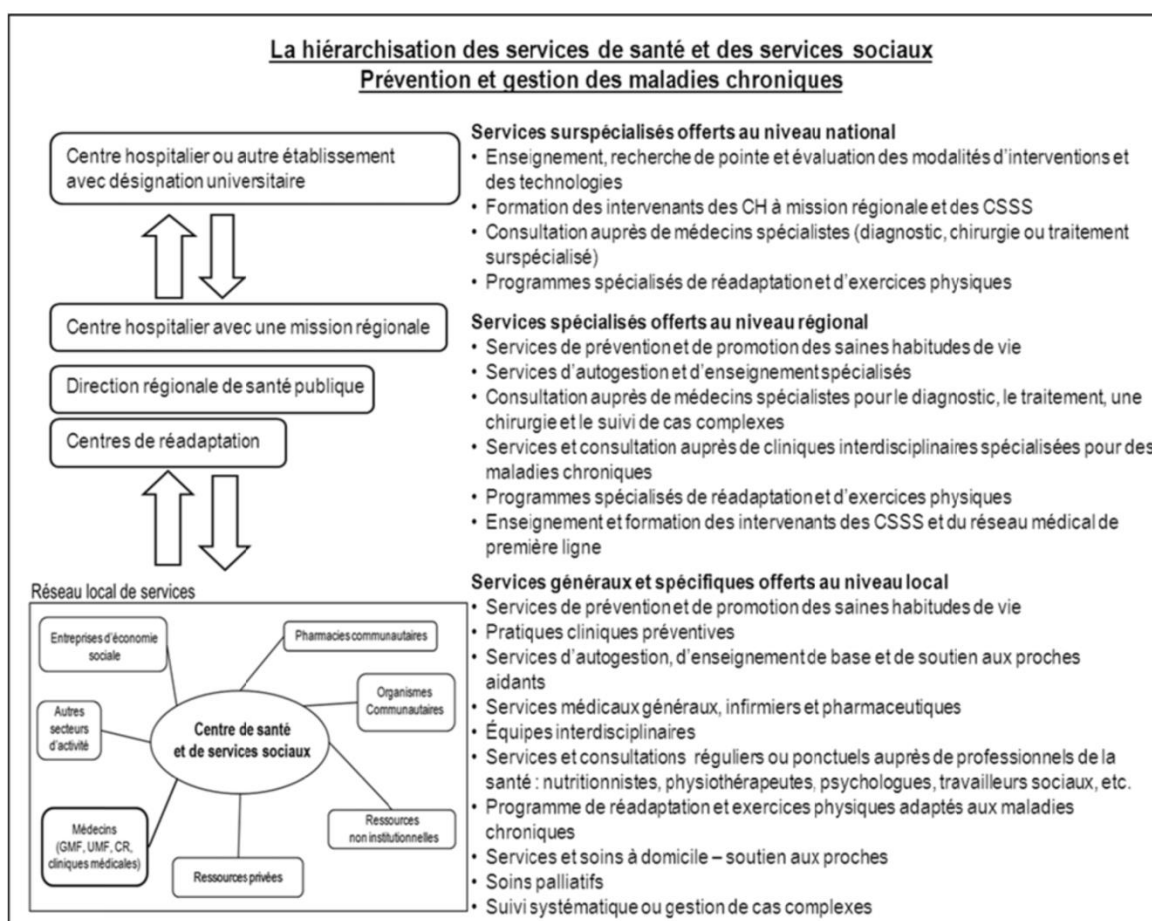 La hiérarchisation des services de santé et des services sociaux
Prévention et gestion des maladies chroniques
Centre hospitalier ou autre établissement
avec désignation universitaire
Centre hospitalier avec une mission régionale
Direction régionale de santé publique
Centres de réadaptation
Réseau local de services
Entreprises d'économie
sociale
Pharmacies communautaires
Autres
secteurs
d'activité
Organismes
Communautaires
Centre de santé
et de services sociaux
Médecins
(GMF, UMF, CR,
cliniques médicales)
Ressources
non institutionnelles
Ressources privées
Services surspécialisés offerts au niveau national
• Enseignement, recherche de pointe et évaluation des modalités d'interventions et
des technologies
• Formation des intervenants des CH à mission régionale et des CSSS
• Consultation auprès de médecins spécialistes (diagnostic, chirurgie ou traitement
surspécialisé)
• Programmes spécialisés de réadaptation et d'exercices physiques
Services spécialisés offerts au niveau régional
• Services de prévention et de promotion des saines habitudes de vie
• Services d'autogestion et d'enseignement spécialisés
• Consultation auprès de médecins spécialistes pour le diagnostic, le traitement, une
chirurgie et le suivi de cas complexes
• Services et consultation auprès de cliniques interdisciplinaires spécialisées pour des
maladies chroniques
• Programmes spécialisés de réadaptation et d'exercices physiques
• Enseignement et formation des intervenants des CSSS et du réseau médical de
première ligne
Services généraux et spécifiques offerts au niveau local
• Services de prévention et de promotion des saines habitudes de vie
• Pratiques cliniques préventives
• Services d'autogestion, d'enseignement de base et de soutien aux proches
aidants
• Services médicaux généraux, infirmiers et pharmaceutiques
• Équipes interdisciplinaires
• Services et consultations réguliers ou ponctuels auprès de professionnels de la
santé : nutritionnistes, physiothérapeutes, psychologues, travailleurs sociaux, etc.
• Programme de réadaptation et exercices physiques adaptés aux maladies
chroniques
• Services et soins à domicile – soutien aux proches
• Soins palliatifs
• Suivi systématique ou gestion de cas complexes